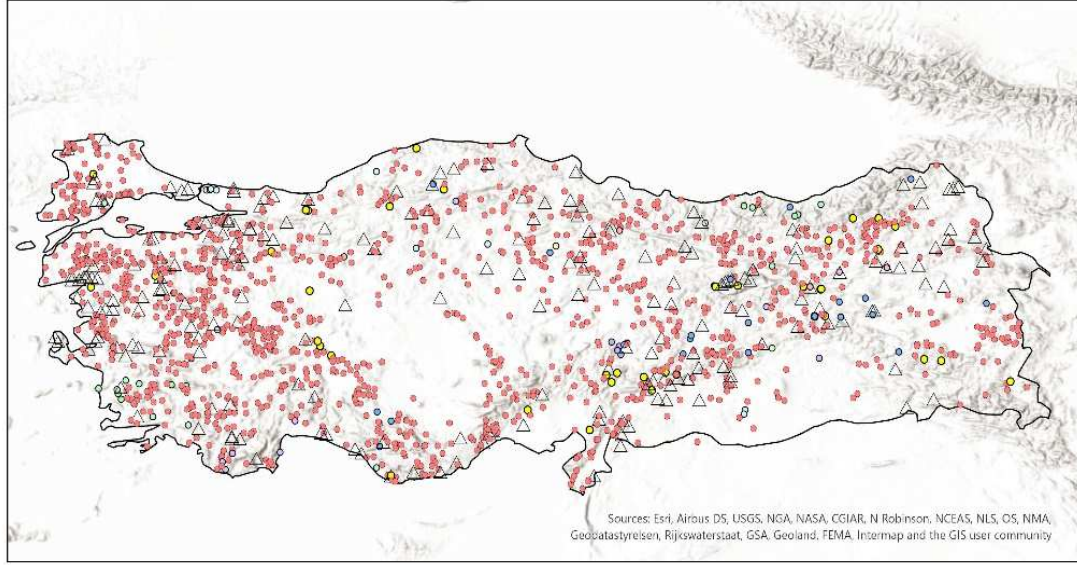 Sources: Esri, Airbus DS, USGS, NGA, NASA, CGIAR, N Robinson, NCEAS, NLS, OS, NMA,
Geodatastyrelsen, Rijkswaterstaat, GSA, Geoland, FEMA, Intermap and the GIS user community